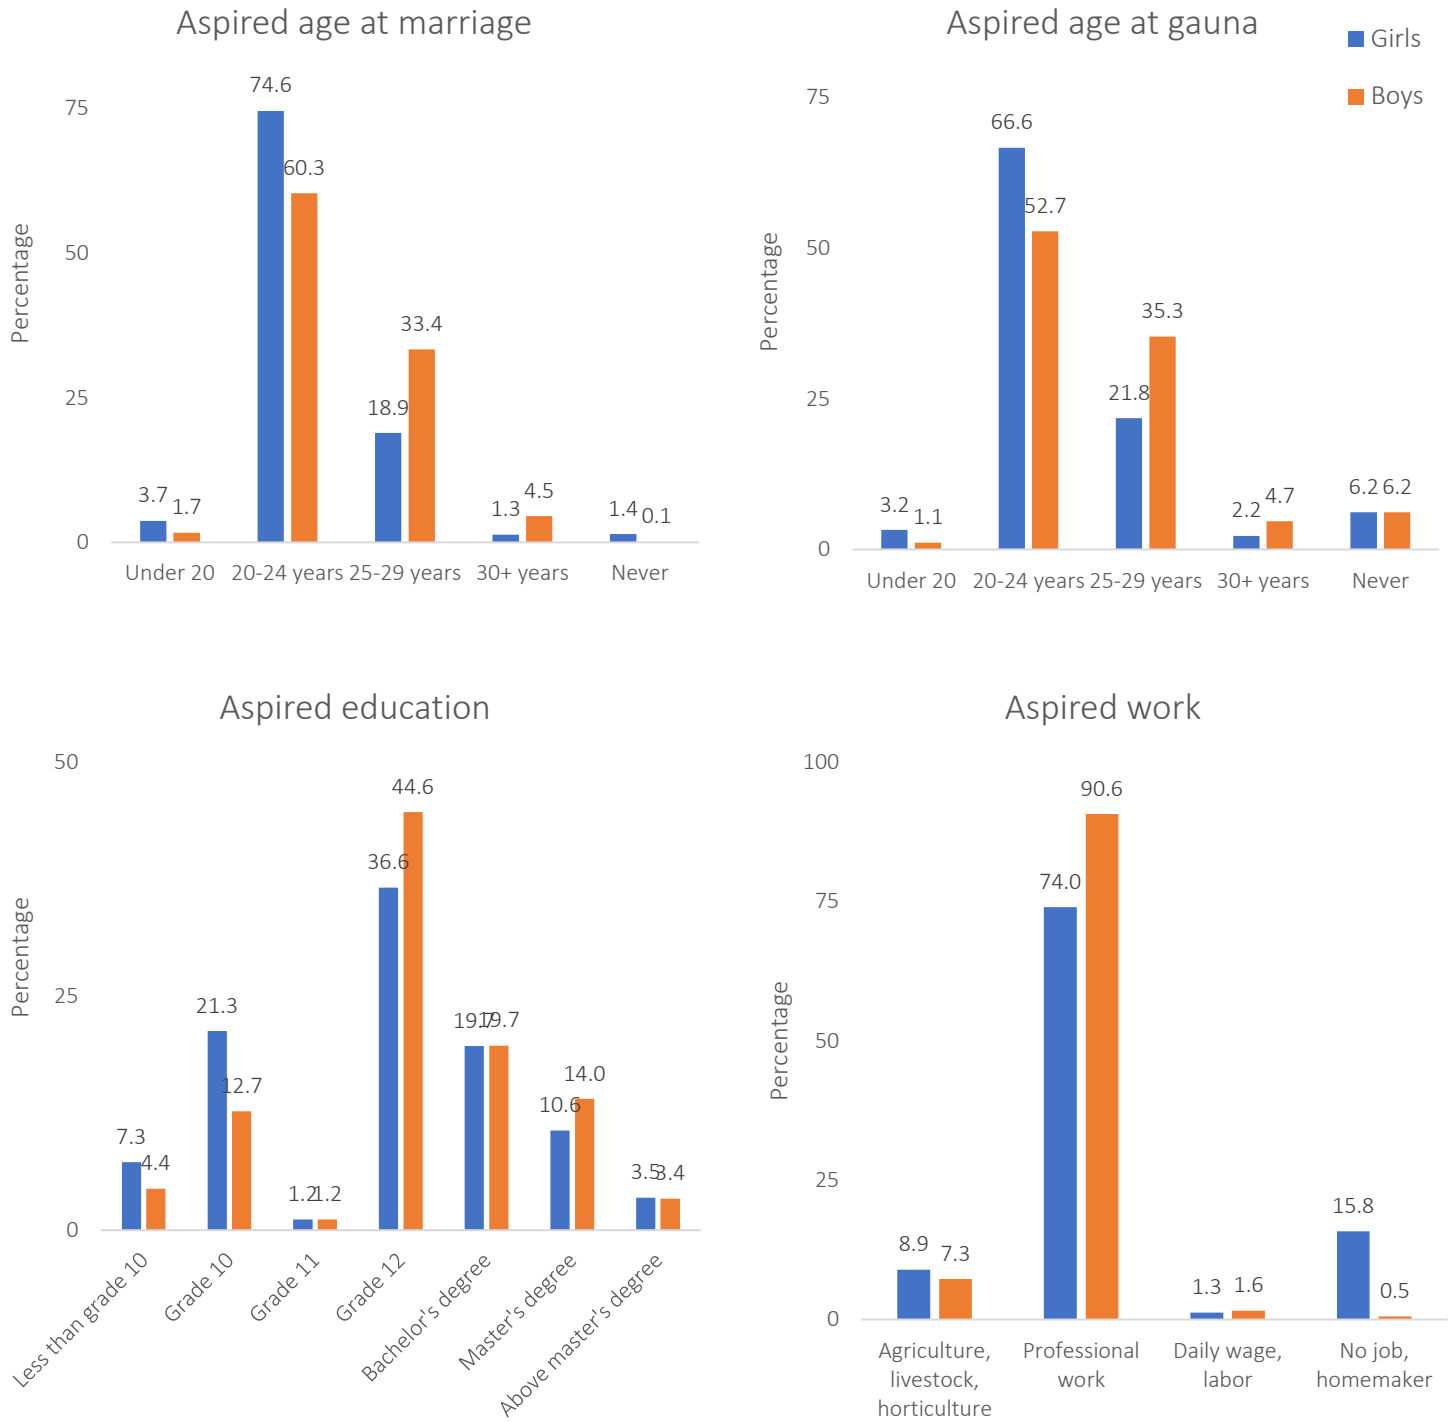 Aspired age at marriage
Percentage
75
50
25
0
74.6
60.3
33.4
18.9
3.7
1.7
1.3
4.5
1.4
0.1
Under 20
20-24 years
25-29 years
30+ years
Never
Aspired age at gauna
Girls
Boys
Percentage
75
50
25
0
66.6
52.7
35.3
21.8
3.2
1.1
2.2
4.7
6.2
6.2
Under 20
20-24 years
25-29 years
30+ years
Never
Aspired education
Percentage
50
25
0
7.3
4.4
21.3
12.7
1.2
1.2
36.6
44.6
19.7
19.7
10.6
14.0
3.5
3.4
Less than grade 10
Grade 10
Grade 11
Grade 12
Bachelor's degree
Master's degree
Above master's degree
Aspired work
Percentage
100
75
50
25
0
8.9
7.3
74.0
90.6
1.3
1.6
15.8
0.5
Agriculture,
livestock,
horticulture
Professional
work
Daily wage,
labor
No job,
homemaker